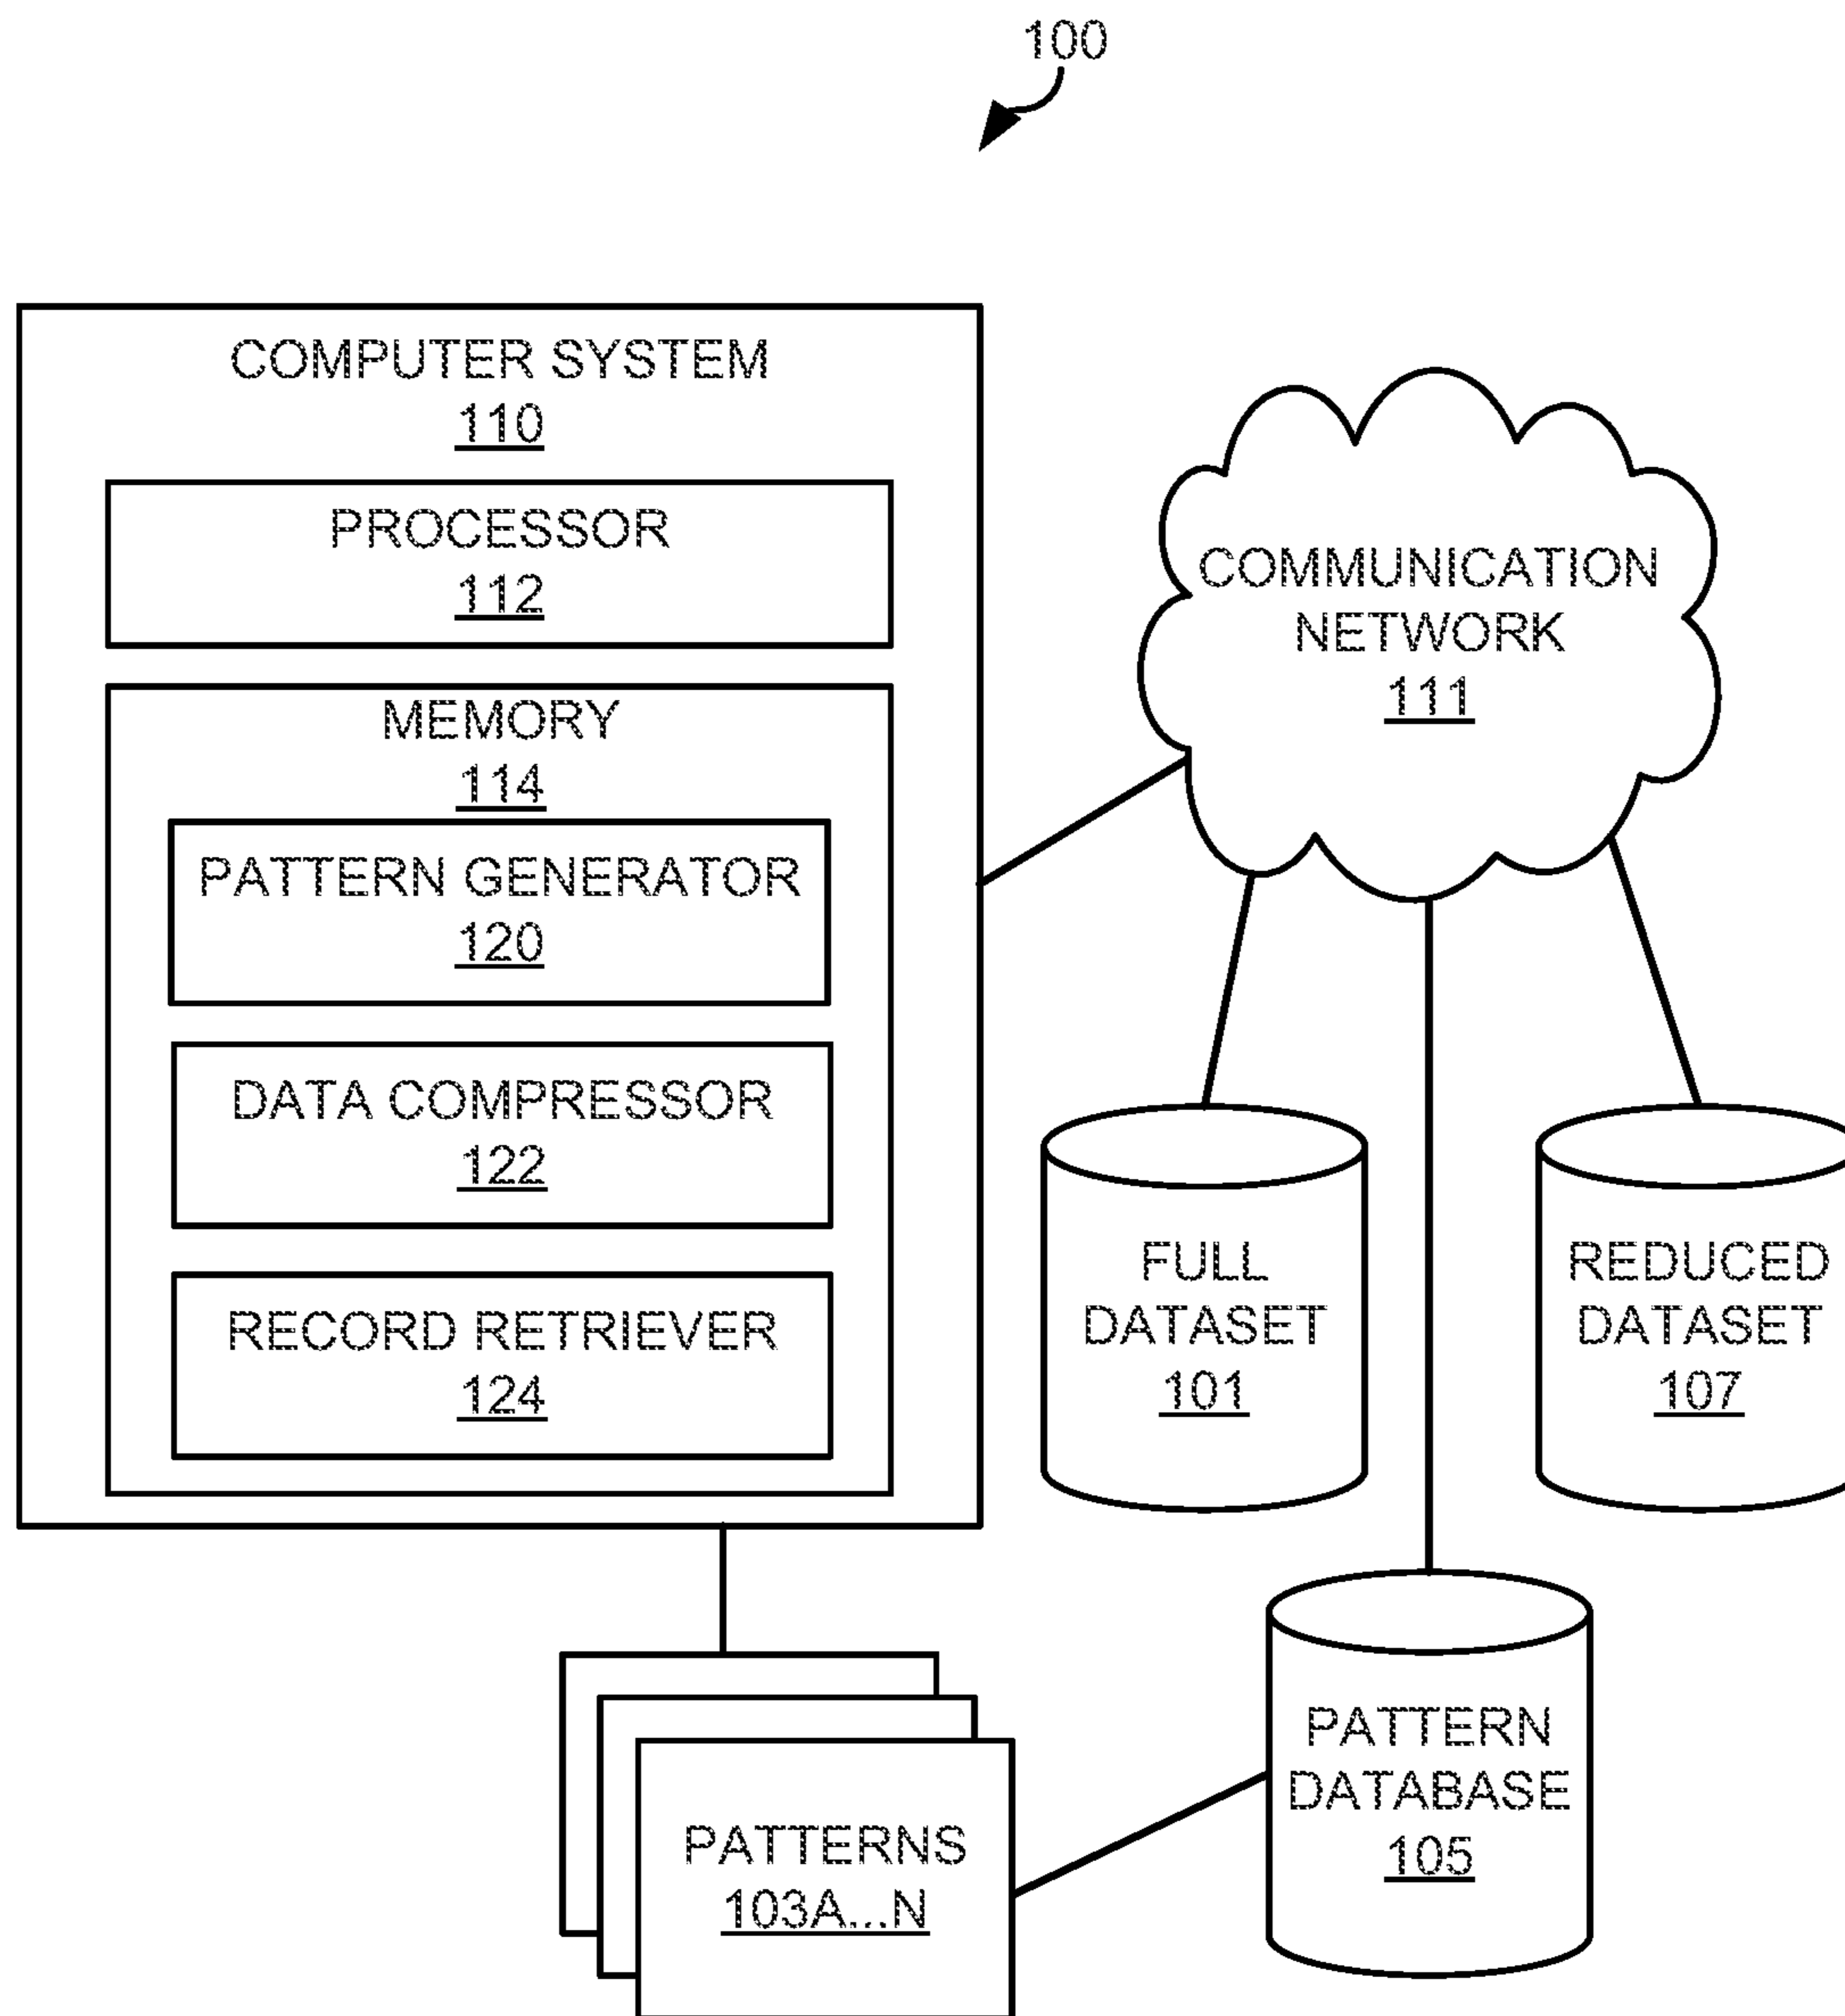 100
COMPUTER SYSTEM
110
PROCESSOR
112
MEMORY
114
PATTERN GENERATOR
120
DATA COMPRESSOR
122
RECORD RETRIEVER
124
COMMUNICATION
NETWORK
111
FULL
DATASET
101
REDUCED
DATASET
107
PATTERN
DATABASE
105
PATTERNS
103A...N